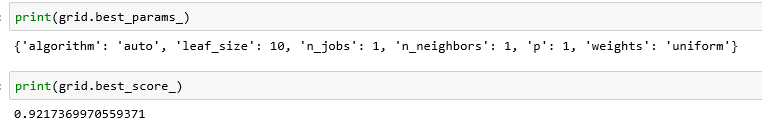 print(grid.best_params_)
{'algorithm': 'auto', 'leaf_size': 10, 'n_jobs': 1, 'n_neighbors': 1, 'p': 1, 'weights': 'uniform'}
print(grid.best_score_)
0.9217369970559371